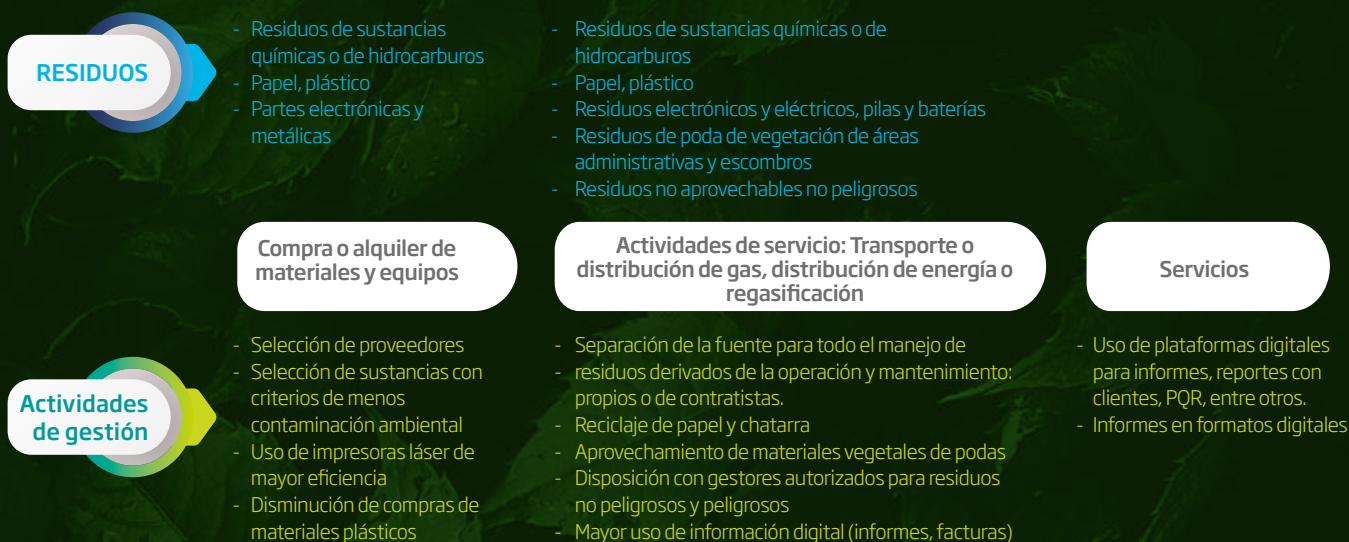 RESIDUOS
- Residuos de sustancias
químicas o de hidrocarburos
- Papel, plástico
- Partes electrónicas y
metálicas
- Residuos de sustancias químicas o de
hidrocarburos
- Papel, plástico
- Residuos electrónicos y eléctricos, pilas y baterías
- Residuos de poda de vegetación de áreas
administrativas y escombros
- Residuos no aprovechables no peligrosos
Compra o alquiler de
materiales y equipos
Actividades de servicio: Transporte o
distribución de gas, distribución de energía o
regasificación
Servicios
Actividades
de gestión
- Selección de proveedores
- Selección de sustancias con
criterios de menos
contaminación ambiental
- Uso de impresoras láser de
mayor eficiencia
- Disminución de compras de
materiales plásticos
- Separación de la fuente para todo el manejo de
- residuos derivados de la operación y mantenimiento:
propios o de contratistas.
- Reciclaje de papel y chatarra
- Aprovechamiento de materiales vegetales de podas
- Disposición con gestores autorizados para residuos
no peligrosos y peligrosos
- Mayor uso de información digital (informes, facturas)
- Uso de plataformas digitales
para informes, reportes con
clientes, PQR, entre otros.
- Informes en formatos digitales